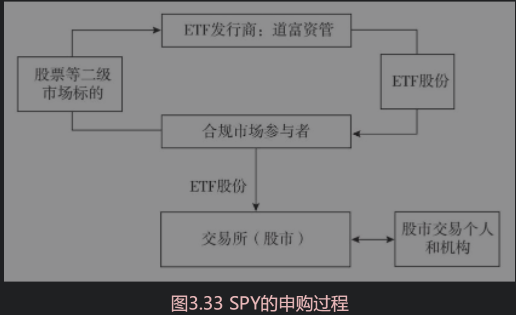 ETF发行商：道富资管
股票等二级
市场标的
ETF股份
合规市场参与者
ETF股份
交易所（股市）
股市交易个人
和机构
图3.33 SPY的申购过程